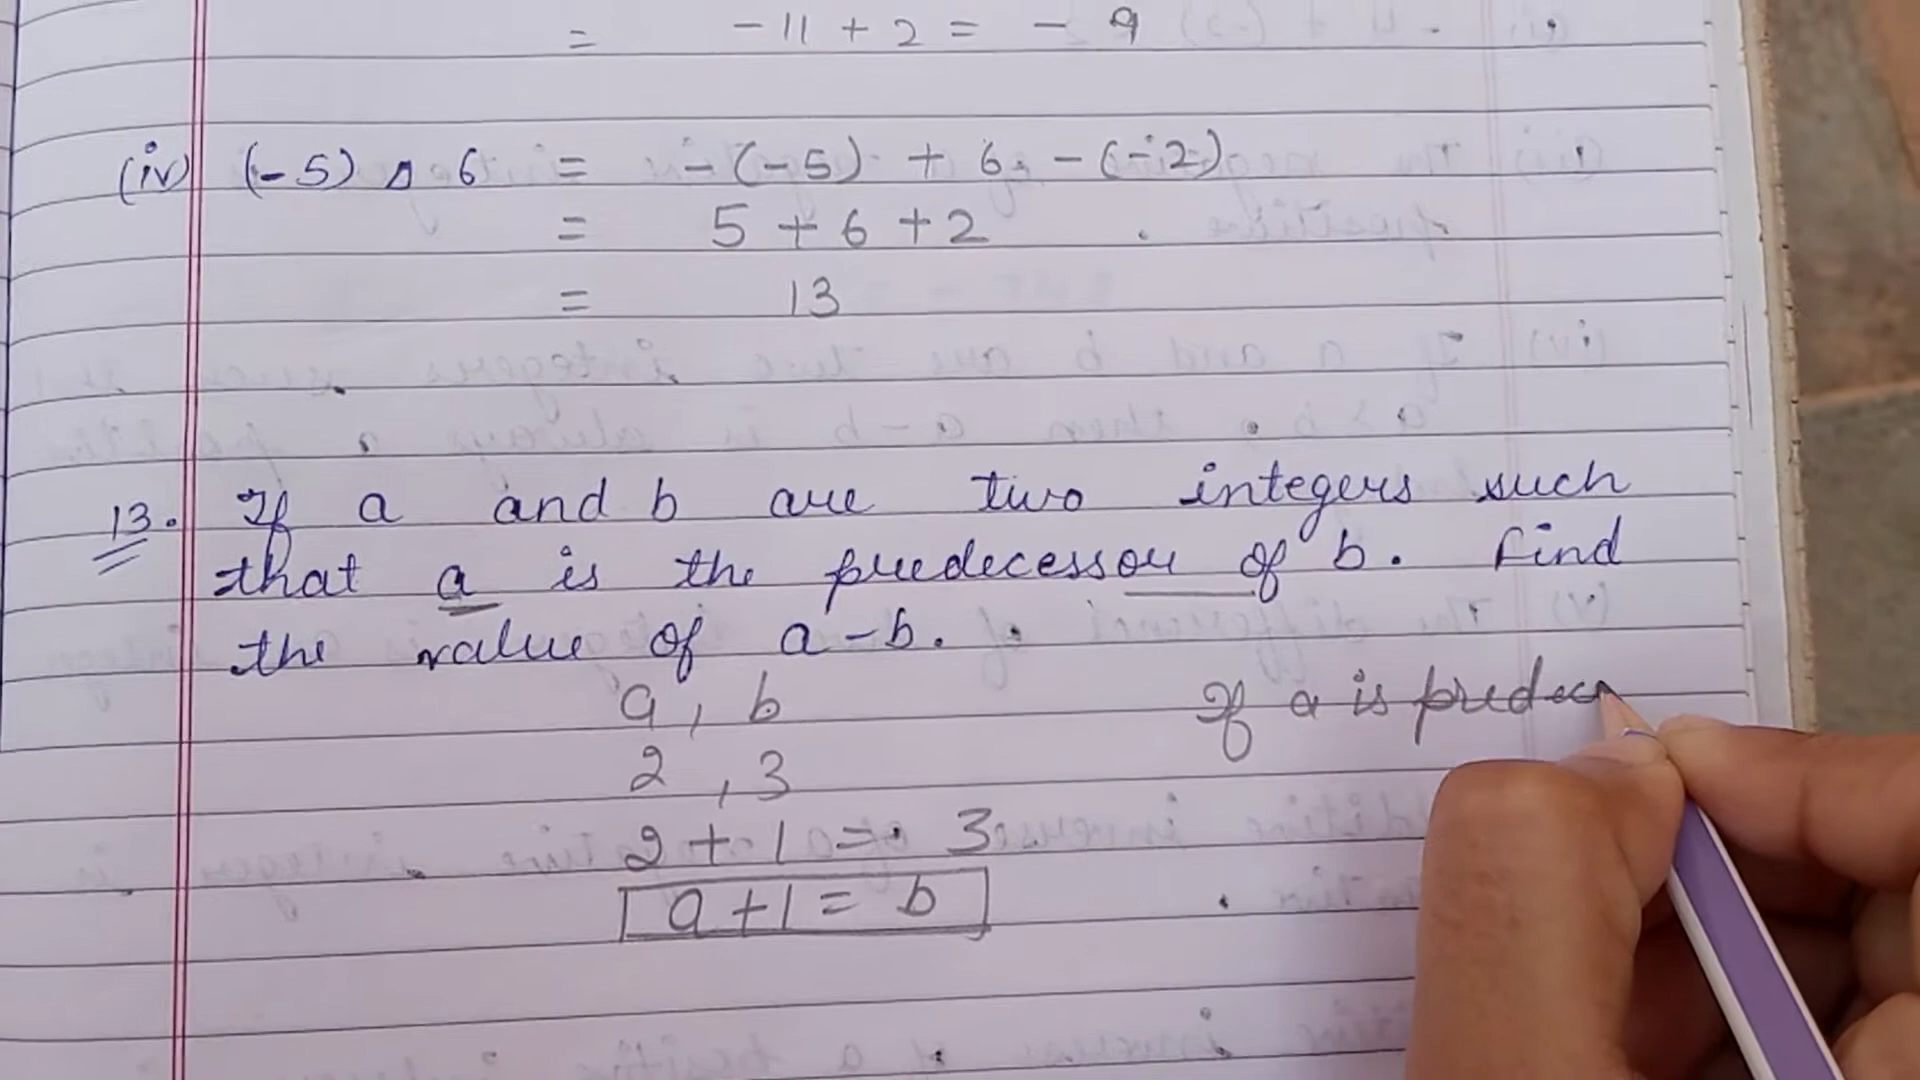 = -11 + 2 = - 9
(iv) (-5) △ 6 = -(-5) + 6 - (-2)
= 5 + 6 + 2
= 13
13. If a and b are two integers such
that a is the predecessor of b. Find
the value of a-b.
a, b
If a is predec
2, 3
2 + 1 = 3
a + 1 = b